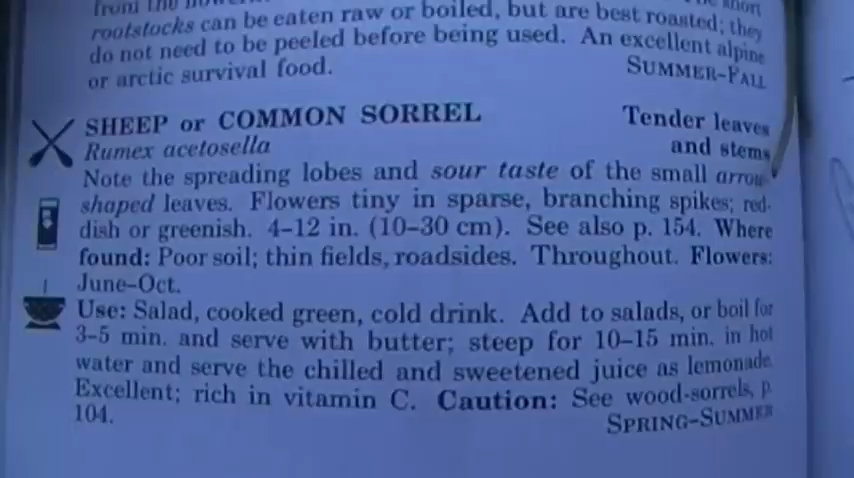 from the
rootstocks can be eaten raw or boiled, but are best roasted; they
do not need to be peeled before being used. An excellent alpine
or arctic survival food. SUMMER–FALL
SHEEP or COMMON SORREL Tender leaves
Rumex acetosella and stems
Note the spreading lobes and sour taste of the small arrow-
shaped leaves. Flowers tiny in sparse, branching spikes; red-
dish or greenish. 4–12 in. (10–30 cm). See also p. 154. Where
found: Poor soil; thin fields, roadsides. Throughout. Flowers:
June–Oct.
Use: Salad, cooked green, cold drink. Add to salads, or boil for
3–5 min. and serve with butter; steep for 10–15 min. in hot
water and serve the chilled and sweetened juice as lemonade.
Excellent; rich in vitamin C. Caution: See wood-sorrels, p.
104. SPRING–SUMMER